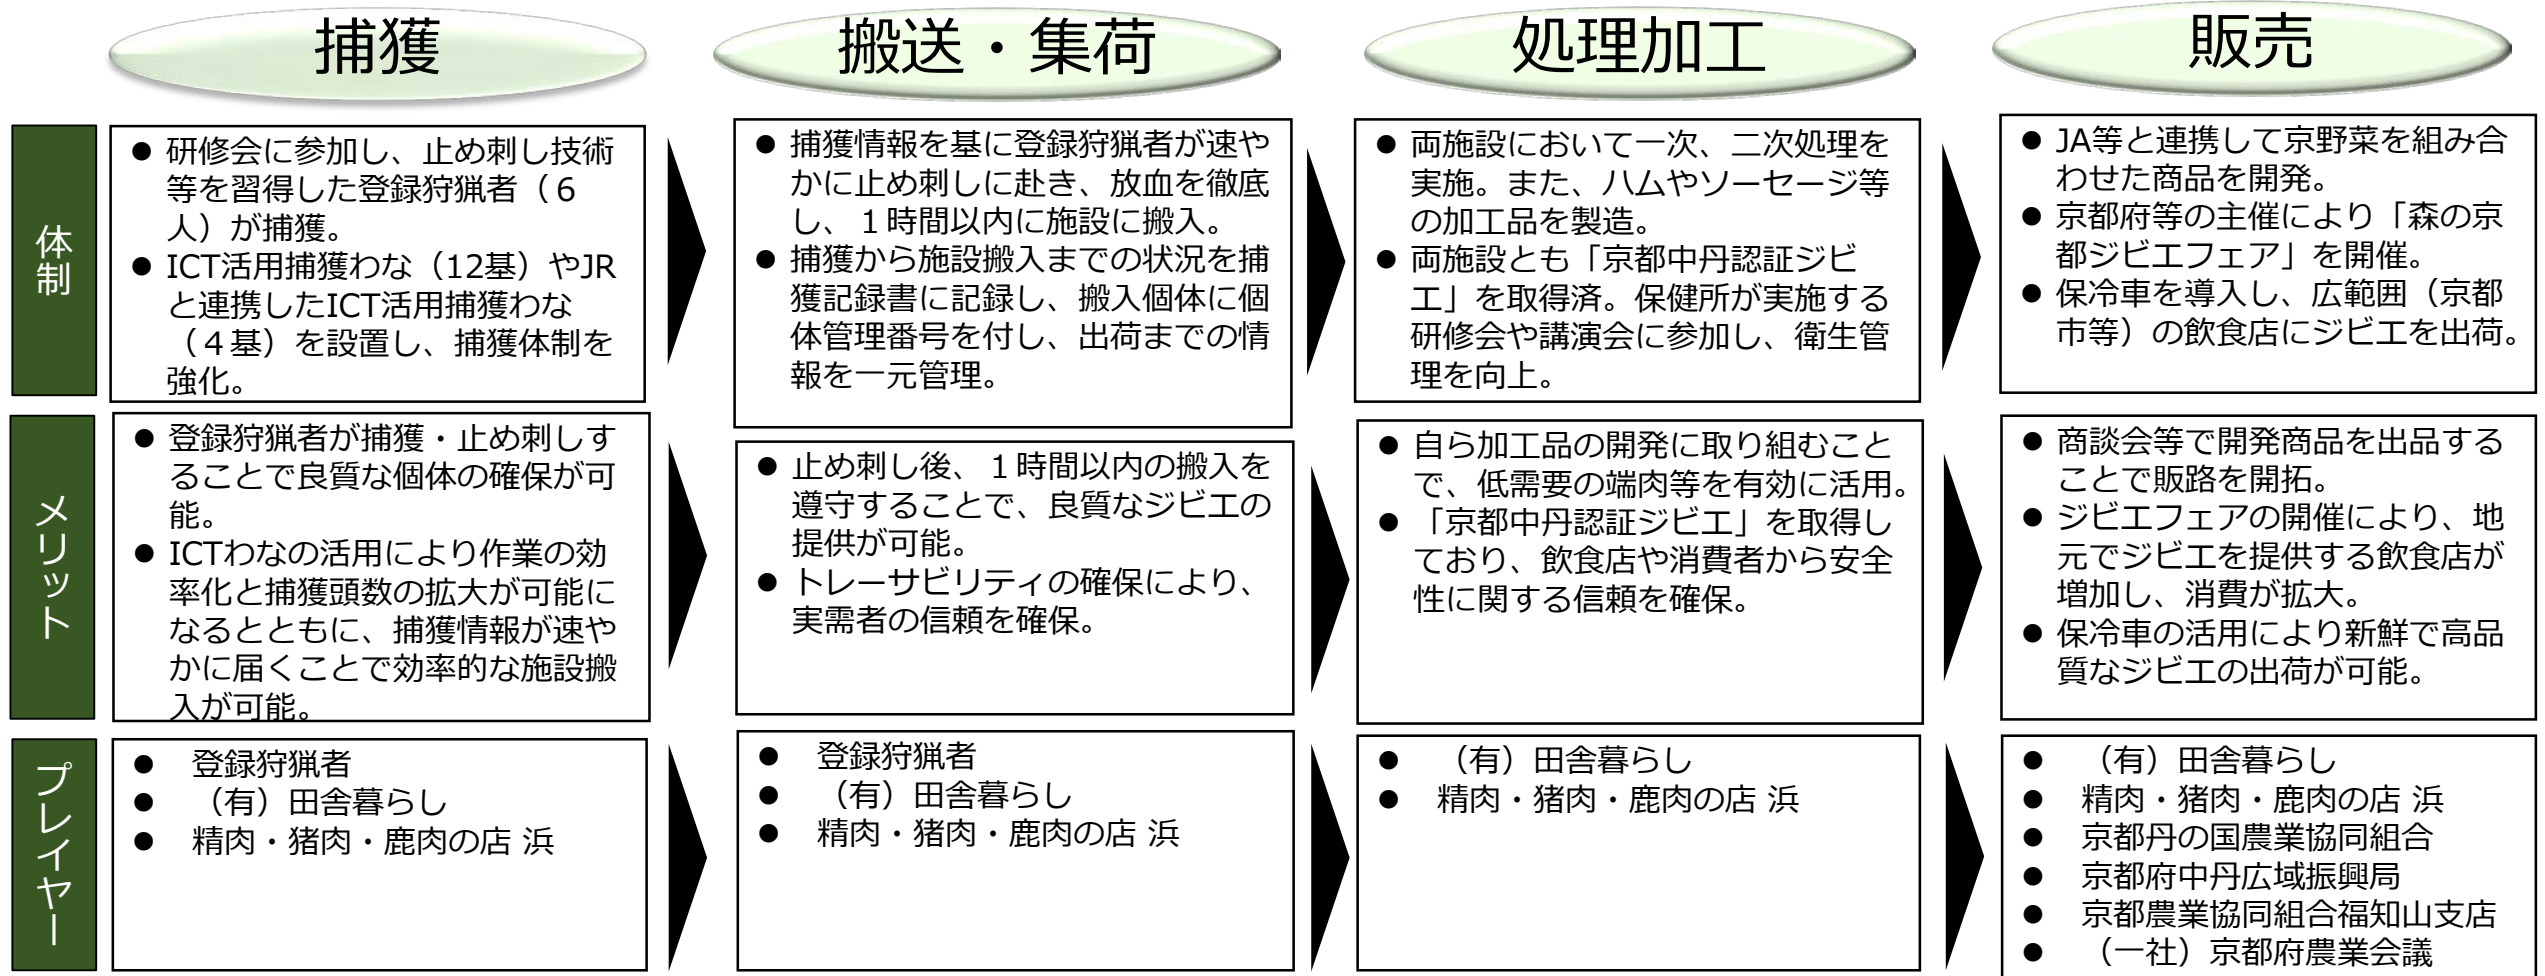 捕獲
搬送・集荷
処理加工
販売
体制
● 研修会に参加し、止め刺し技術
等を習得した登録狩猟者（６
人）が捕獲。
● ICT活用捕獲わな（12基）やJR
と連携したICT活用捕獲わな
（４基）を設置し、捕獲体制を
強化。
● 捕獲情報を基に登録狩猟者が速や
かに止め刺しに赴き、放血を徹底
し、１時間以内に施設に搬入。
● 捕獲から施設搬入までの状況を捕
獲記録書に記録し、搬入個体に個
体管理番号を付し、出荷までの情
報を一元管理。
● 両施設において一次、二次処理を
実施。また、ハムやソーセージ等
の加工品を製造。
● 両施設とも「京都中丹認証ジビ
エ」を取得済。保健所が実施する
研修会や講演会に参加し、衛生管
理を向上。
● JA等と連携して京野菜を組み合
わせた商品を開発。
● 京都府等の主催により「森の京
都ジビエフェア」を開催。
● 保冷車を導入し、広範囲（京都
市等）の飲食店にジビエを出荷。
メリット
● 登録狩猟者が捕獲・止め刺しす
ることで良質な個体の確保が可
能。
● ICTわなの活用により作業の効
率化と捕獲頭数の拡大が可能に
なるとともに、捕獲情報が速や
かに届くことで効率的な施設搬
入が可能。
● 止め刺し後、１時間以内の搬入を
遵守することで、良質なジビエの
提供が可能。
● トレーサビリティの確保により、
実需者の信頼を確保。
● 自ら加工品の開発に取り組むこと
で、低需要の端肉等を有効に活用。
● 「京都中丹認証ジビエ」を取得し
ており、飲食店や消費者から安全
性に関する信頼を確保。
● 商談会等で開発商品を出品する
ことで販路を開拓。
● ジビエフェアの開催により、地
元でジビエを提供する飲食店が
増加し、消費が拡大。
● 保冷車の活用により新鮮で高品
質なジビエの出荷が可能。
プレイヤー
● 登録狩猟者
● （有）田舎暮らし
● 精肉・猪肉・鹿肉の店 浜
● 登録狩猟者
● （有）田舎暮らし
● 精肉・猪肉・鹿肉の店 浜
● （有）田舎暮らし
● 精肉・猪肉・鹿肉の店 浜
● （有）田舎暮らし
● 精肉・猪肉・鹿肉の店 浜
● 京都丹の国農業協同組合
● 京都府中丹広域振興局
● 京都農業協同組合福知山支店
● （一社）京都府農業会議